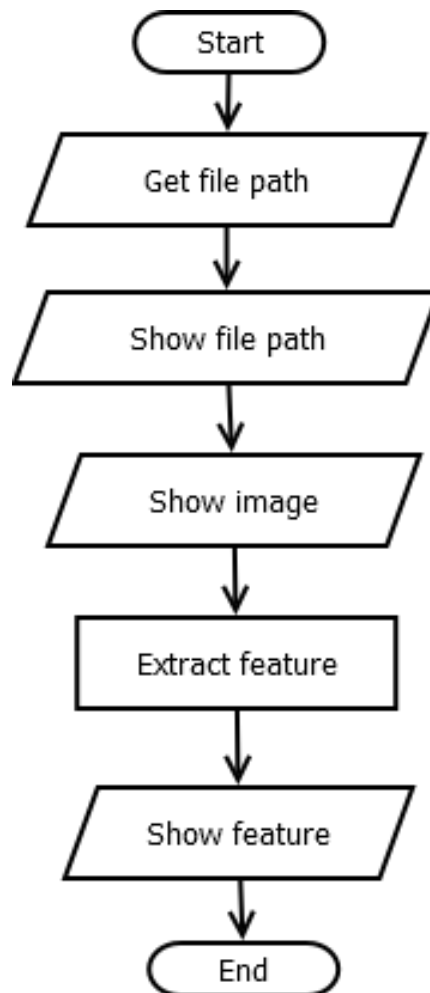 Start
Get file path
Show file path
Show image
Extract feature
Show feature
End